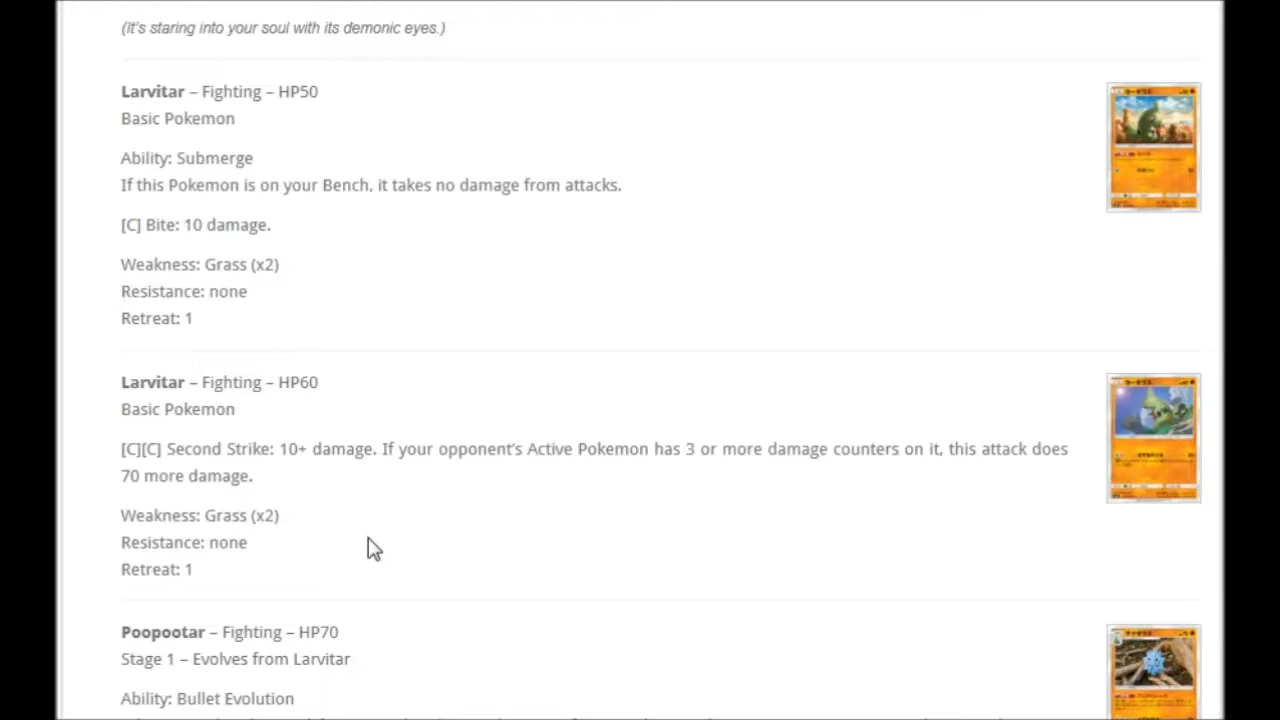 (It's staring into your soul with its demonic eyes.)
Larvitar – Fighting – HP50
Basic Pokemon
Ability: Submerge
If this Pokemon is on your Bench, it takes no damage from attacks.
[C] Bite: 10 damage.
Weakness: Grass (x2)
Resistance: none
Retreat: 1
Larvitar – Fighting – HP60
Basic Pokemon
[C][C] Second Strike: 10+ damage. If your opponent's Active Pokemon has 3 or more damage counters on it, this attack does
70 more damage.
Weakness: Grass (x2)
Resistance: none
Retreat: 1
Poopootar – Fighting – HP70
Stage 1 – Evolves from Larvitar
Ability: Bullet Evolution